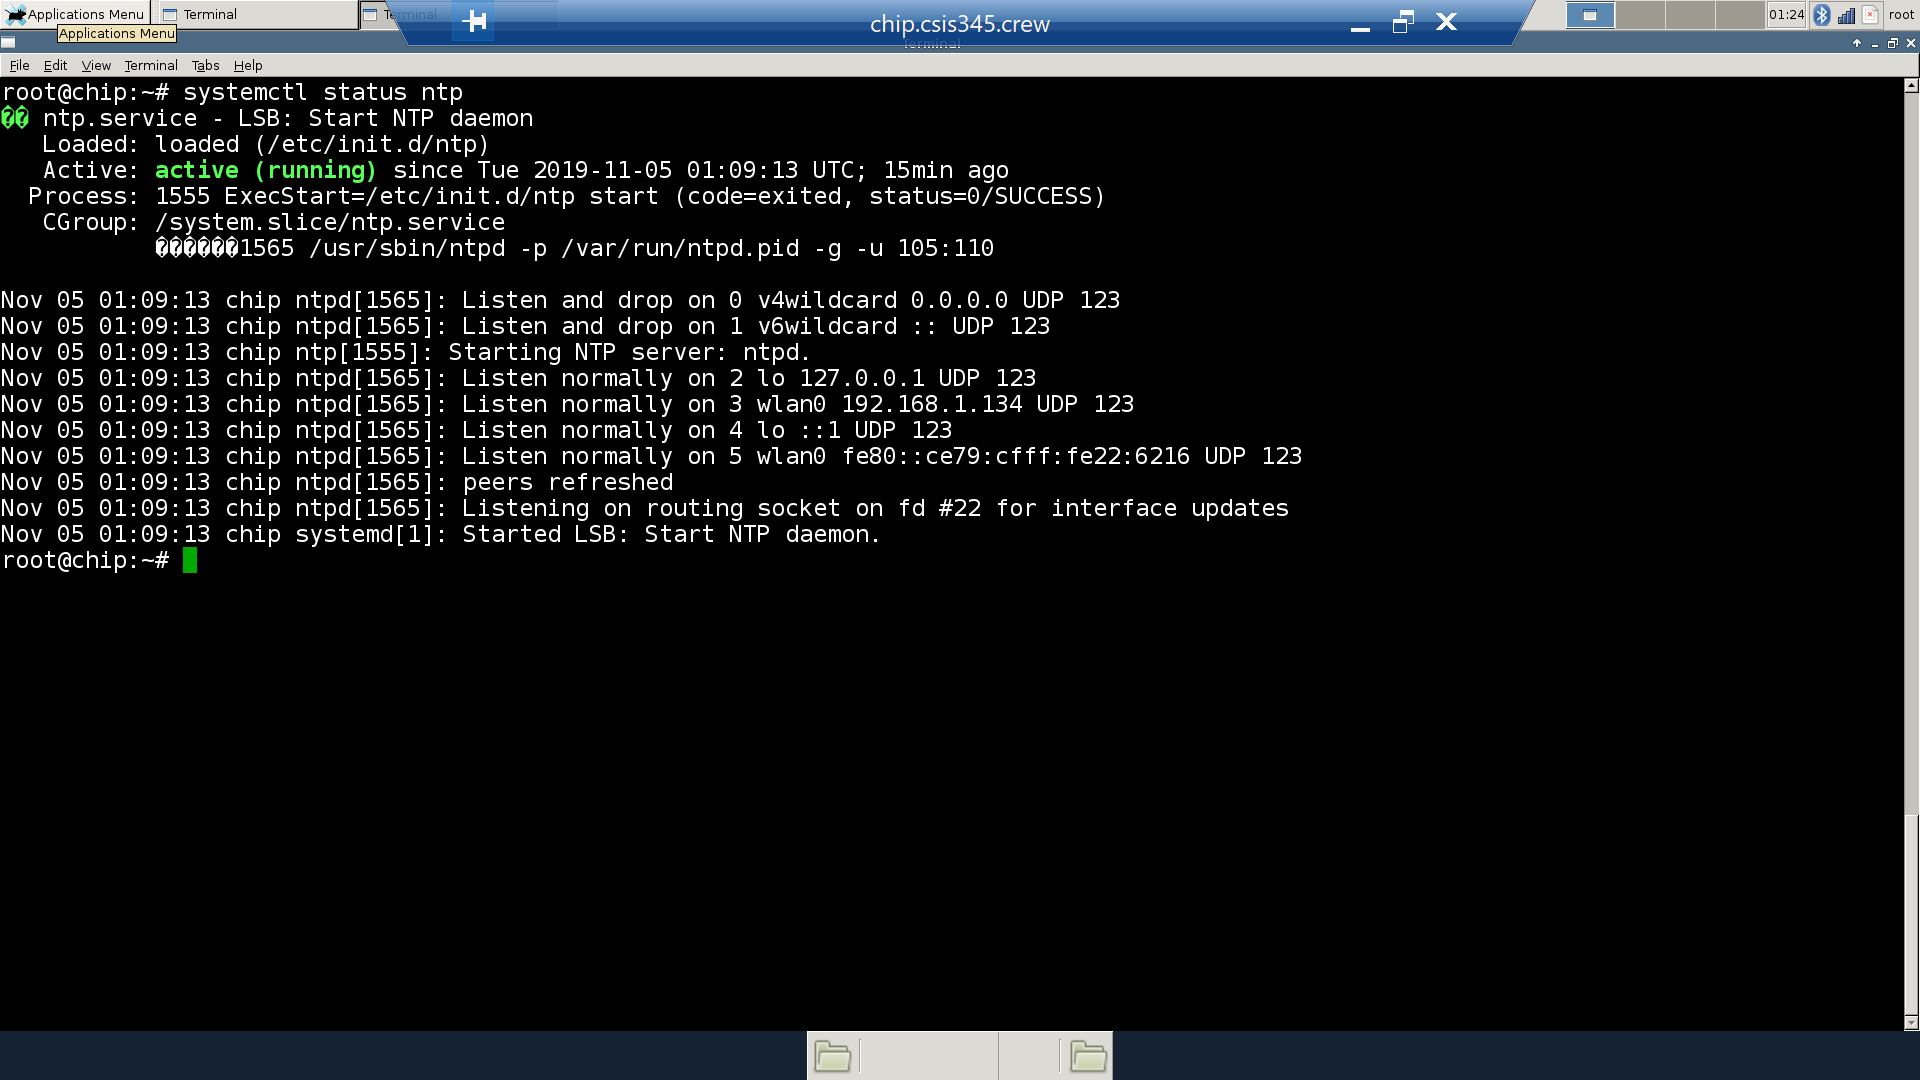 Applications Menu Terminal Terminal chip.csis345.crew 01:24 root
Applications Menu
Terminal
File Edit View Terminal Tabs Help
root@chip:~# systemctl status ntp
�� ntp.service - LSB: Start NTP daemon
   Loaded: loaded (/etc/init.d/ntp)
   Active: active (running) since Tue 2019-11-05 01:09:13 UTC; 15min ago
  Process: 1555 ExecStart=/etc/init.d/ntp start (code=exited, status=0/SUCCESS)
   CGroup: /system.slice/ntp.service
           ������1565 /usr/sbin/ntpd -p /var/run/ntpd.pid -g -u 105:110
Nov 05 01:09:13 chip ntpd[1565]: Listen and drop on 0 v4wildcard 0.0.0.0 UDP 123
Nov 05 01:09:13 chip ntpd[1565]: Listen and drop on 1 v6wildcard :: UDP 123
Nov 05 01:09:13 chip ntp[1555]: Starting NTP server: ntpd.
Nov 05 01:09:13 chip ntpd[1565]: Listen normally on 2 lo 127.0.0.1 UDP 123
Nov 05 01:09:13 chip ntpd[1565]: Listen normally on 3 wlan0 192.168.1.134 UDP 123
Nov 05 01:09:13 chip ntpd[1565]: Listen normally on 4 lo ::1 UDP 123
Nov 05 01:09:13 chip ntpd[1565]: Listen normally on 5 wlan0 fe80::ce79:cfff:fe22:6216 UDP 123
Nov 05 01:09:13 chip ntpd[1565]: peers refreshed
Nov 05 01:09:13 chip ntpd[1565]: Listening on routing socket on fd #22 for interface updates
Nov 05 01:09:13 chip systemd[1]: Started LSB: Start NTP daemon.
root@chip:~#